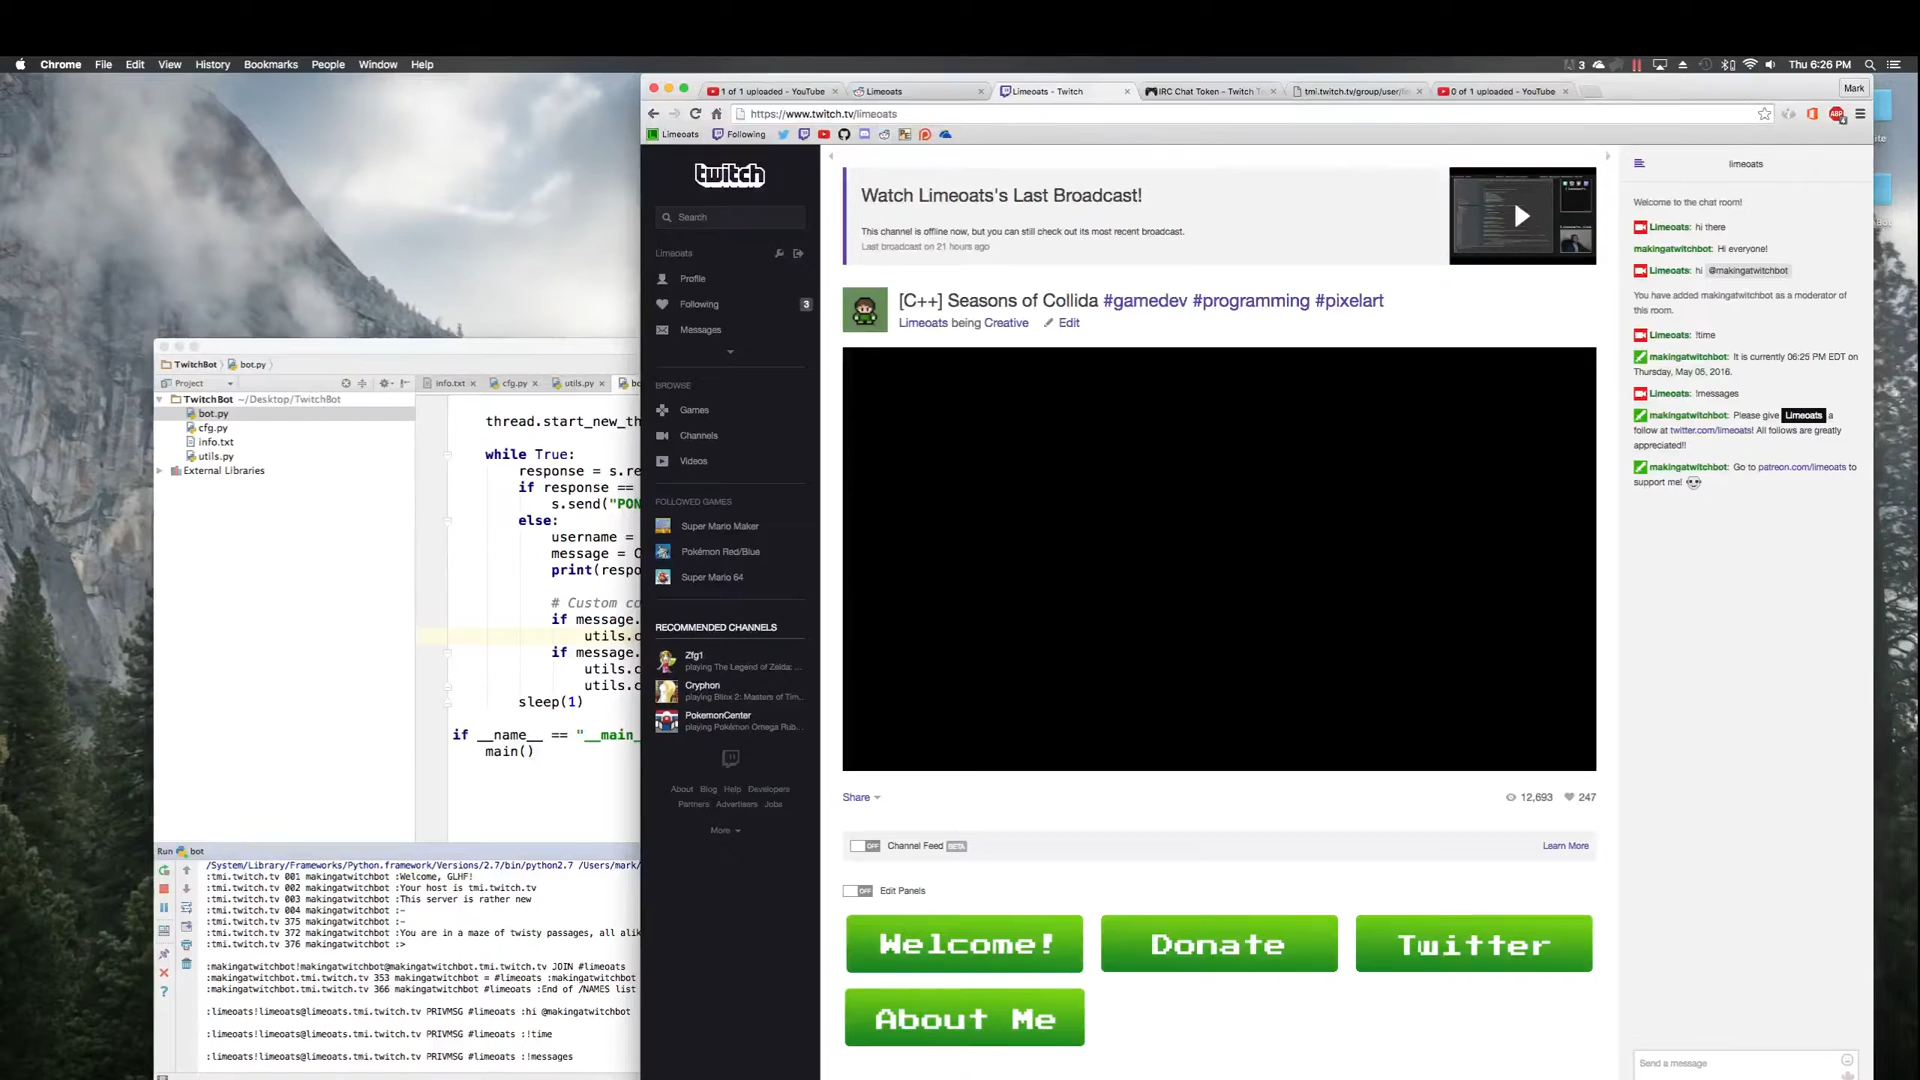 Chrome File Edit View History Bookmarks People Window Help
3
Thu 6:26 PM
1 of 1 uploaded - YouTube
Limeoats
Limeoats - Twitch
IRC Chat Token - Twitch
tmi.twitch.tv/group/user/
0 of 1 uploaded - YouTube
Mark
https://www.twitch.tv/limeoats
Limeoats
Following
TwitchBot
bot.py
Project
info.txt
cfg.py
utils.py
TwitchBot ~/Desktop/TwitchBot
bot.py
cfg.py
info.txt
utils.py
External Libraries
thread.start_new_th
while True:
response = s.re
if response ==
s.send("PON
else:
username =
message = C
print(respo
# Custom co
if message.
utils.c
if message.
utils.c
utils.c
sleep(1)
if __name__ == "__main_
main()
Run bot
/System/Library/Frameworks/Python.framework/Versions/2.7/bin/python2.7 /Users/mark/
:tmi.twitch.tv 001 makingatwitchbot :Welcome, GLHF!
:tmi.twitch.tv 002 makingatwitchbot :Your host is tmi.twitch.tv
:tmi.twitch.tv 003 makingatwitchbot :This server is rather new
:tmi.twitch.tv 004 makingatwitchbot :-
:tmi.twitch.tv 375 makingatwitchbot :-
:tmi.twitch.tv 372 makingatwitchbot :You are in a maze of twisty passages, all alik
:tmi.twitch.tv 376 makingatwitchbot :>
:makingatwitchbot!makingatwitchbot@makingatwitchbot.tmi.twitch.tv JOIN #limeoats
:makingatwitchbot.tmi.twitch.tv 353 makingatwitchbot = #limeoats :makingatwitchbot
:makingatwitchbot.tmi.twitch.tv 366 makingatwitchbot #limeoats :End of /NAMES list
:limeoats!limeoats@limeoats.tmi.twitch.tv PRIVMSG #limeoats :hi @makingatwitchbot
:limeoats!limeoats@limeoats.tmi.twitch.tv PRIVMSG #limeoats :!time
:limeoats!limeoats@limeoats.tmi.twitch.tv PRIVMSG #limeoats :!messages
twitch
Search
Limeoats
Profile
Following 3
Messages
BROWSE
Games
Channels
Videos
FOLLOWED GAMES
Super Mario Maker
Pokémon Red/Blue
Super Mario 64
RECOMMENDED CHANNELS
Zfg1
playing The Legend of Zelda: ...
Cryphon
playing Blinx 2: Masters of Tim...
PokemonCenter
playing Pokémon Omega Rub...
About Blog Help Developers
Partners Advertisers Jobs
More
Watch Limeoats's Last Broadcast!
This channel is offline now, but you can still check out its most recent broadcast.
Last broadcast on 21 hours ago
[C++] Seasons of Collida #gamedev #programming #pixelart
Limeoats being Creative Edit
Share
12,693 247
OFF Channel Feed BETA
Learn More
OFF Edit Panels
Welcome!
Donate
Twitter
About Me
limeoats
Welcome to the chat room!
Limeoats: hi there
makingatwitchbot: Hi everyone!
Limeoats: hi @makingatwitchbot
You have added makingatwitchbot as a moderator of
this room.
Limeoats: !time
makingatwitchbot: It is currently 06:25 PM EDT on
Thursday, May 05, 2016.
Limeoats: !messages
makingatwitchbot: Please give Limeoats a
follow at twitter.com/limeoats! All follows are greatly
appreciated!!
makingatwitchbot: Go to patreon.com/limeoats to
support me!
Send a message